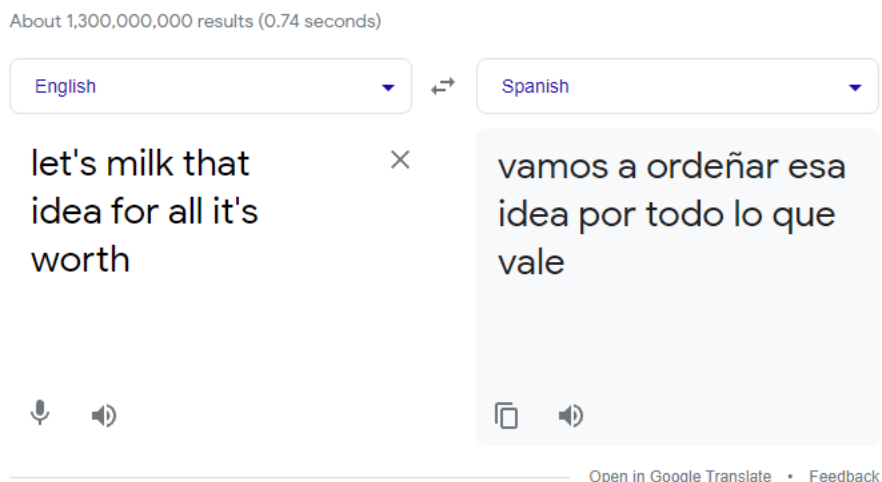 About 1,300,000,000 results (0.74 seconds)
English
Spanish
let's milk that
idea for all it's
worth
vamos a ordeñar esa
idea por todo lo que
vale
Open in Google Translate • Feedback